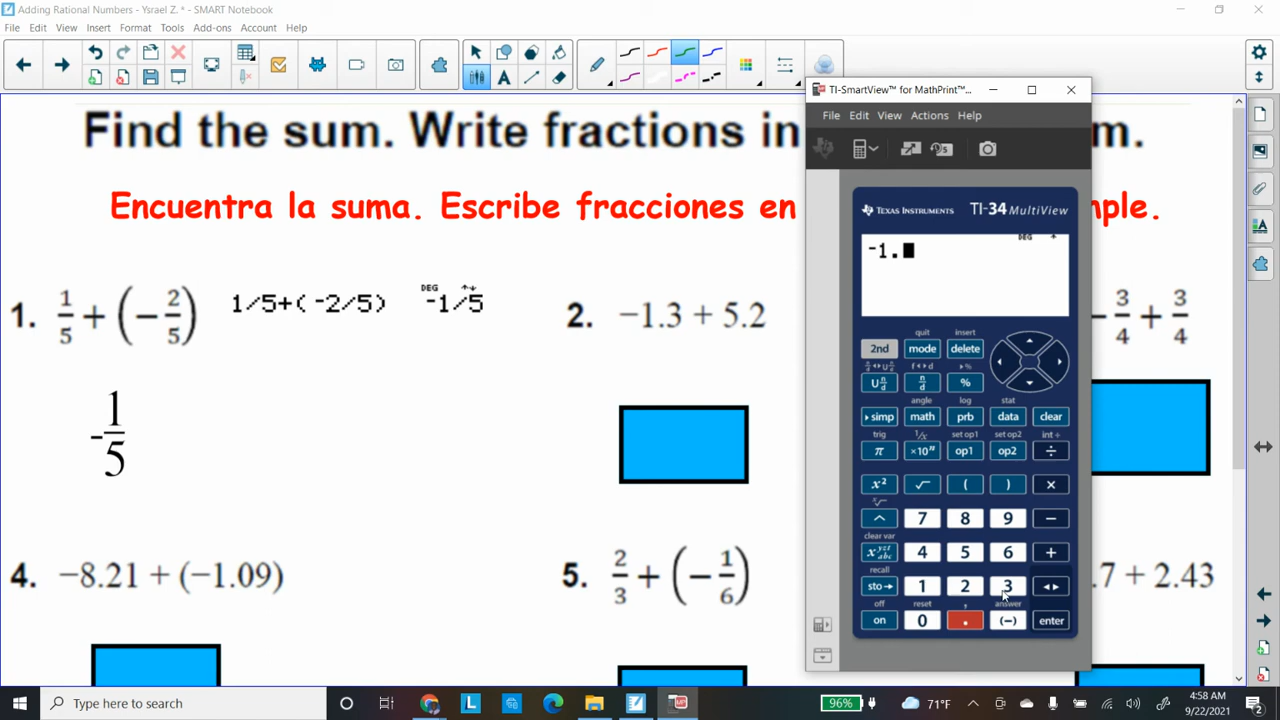 Adding Rational Numbers - Ysrael Z. * - SMART Notebook
File Edit View Insert Format Tools Add-ons Account Help
A
TI-SmartView™ for MathPrint™...
File Edit View Actions Help
Find the sum. Write fractions in m.
Encuentra la suma. Escribe fracciones en mple.
TEXAS INSTRUMENTS TI-34 MultiView
DEG
-1.
1. 1/5 + (−2/5) 1/5+(-2/5) DEG -1/5
2. −1.3 + 5.2
− 3/4 + 3/4
-1/5
4. −8.21 + (−1.09)
5. 2/3 + (−1/6)
.7 + 2.43
quit insert
2nd mode delete
n/d ◂▸ U n/d f ◂▸ d ▸%
U n/d n/d %
angle log stat
▸simp math prb data clear
trig 1/x set op1 set op2 int ÷
π ×10ⁿ op1 op2 ÷
x√
x² √ ( ) ×
^ 7 8 9 −
clear var
x yzt abc 4 5 6 +
recall
sto→ 1 2 3 ◂▸
off reset , answer
on 0 . (−) enter
Type here to search
L
96%
71°F
4:58 AM
9/22/2021
2